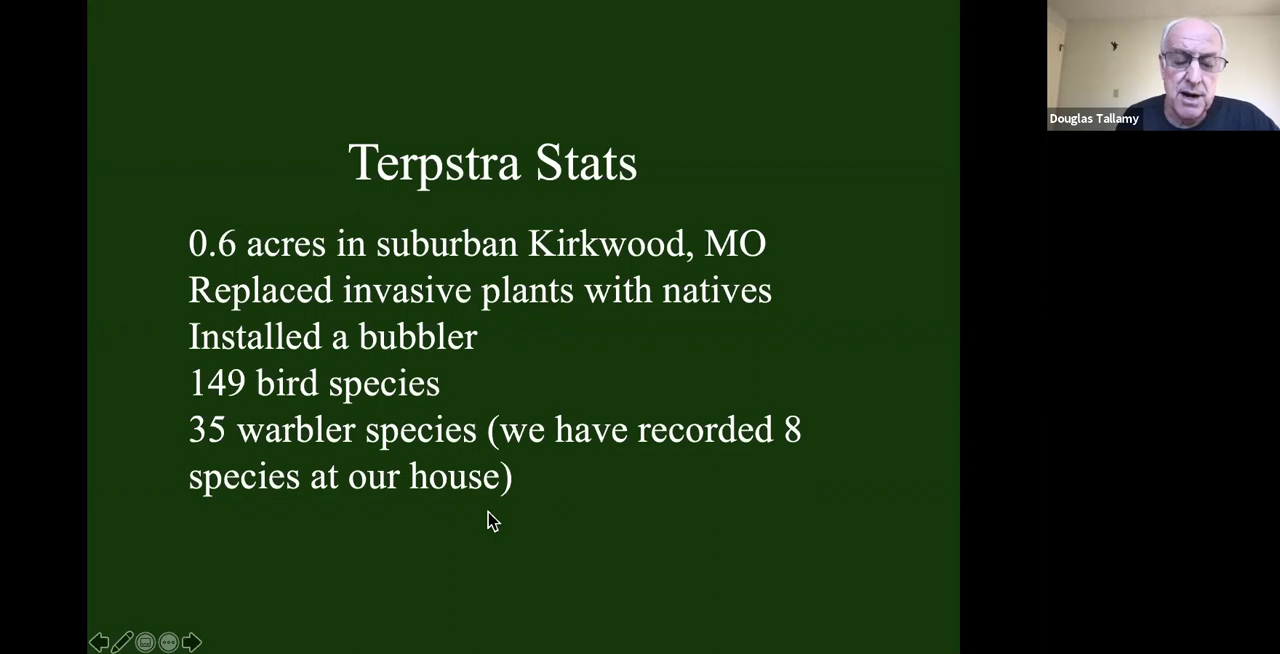 Terpstra Stats
0.6 acres in suburban Kirkwood, MO
Replaced invasive plants with natives
Installed a bubbler
149 bird species
35 warbler species (we have recorded 8
species at our house)
Douglas Tallamy